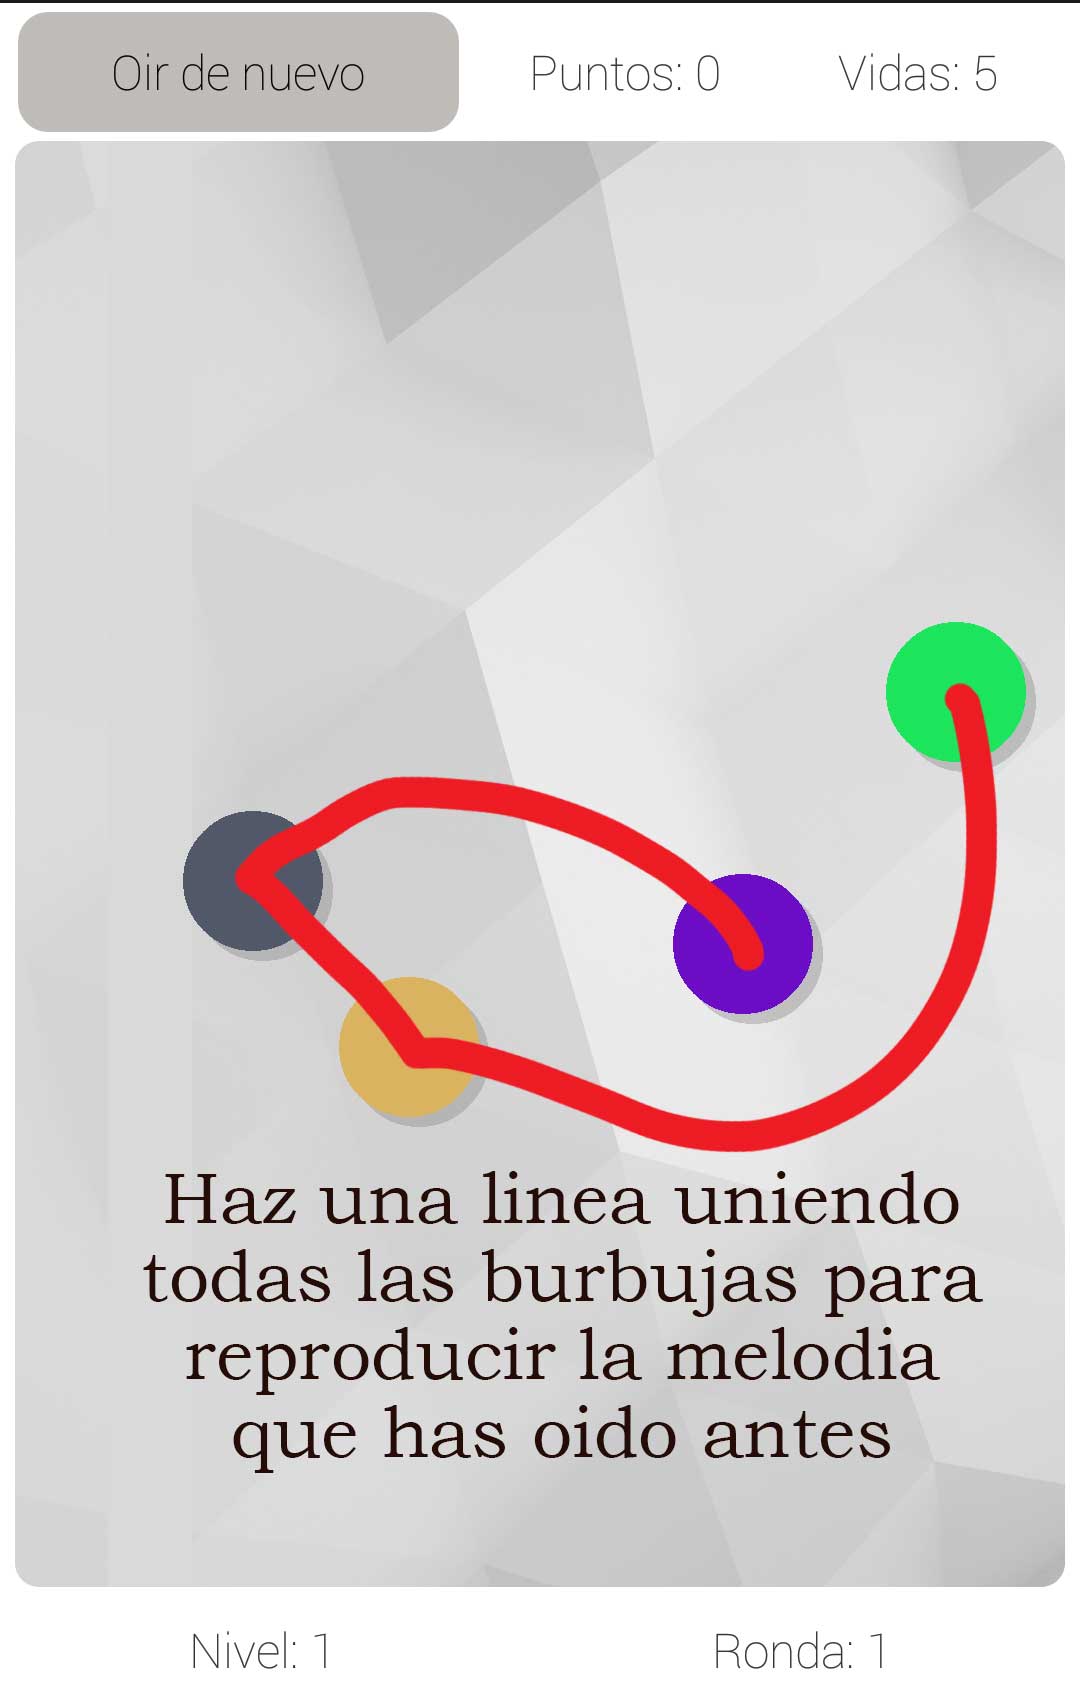 Oir de nuevo Puntos: 0 Vidas: 5
Haz una linea uniendo
todas las burbujas para
reproducir la melodia
que has oido antes
Nivel: 1 Ronda: 1